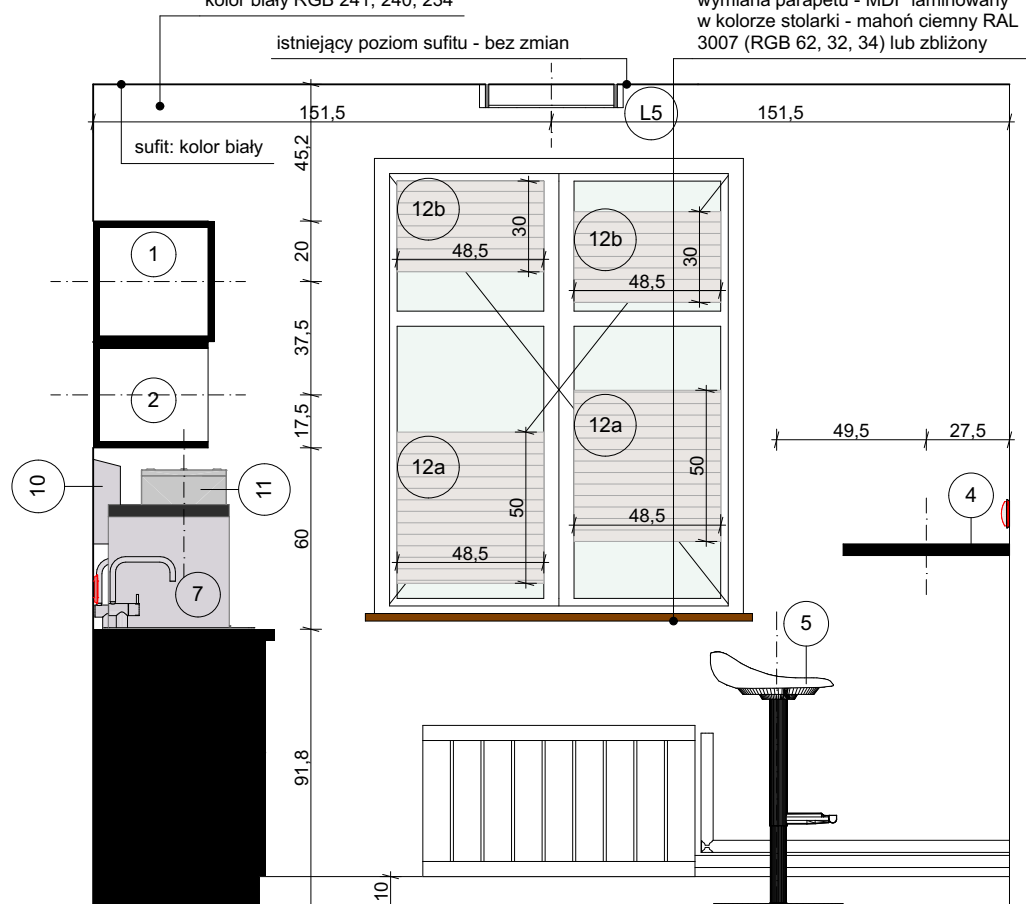 kolor biały RGB 241, 240, 234
wymiana parapetu - MDF laminowany
w kolorze stolarki - mahoń ciemny RAL
3007 (RGB 62, 32, 34) lub zbliżony
istniejący poziom sufitu - bez zmian
151,5
L5
151,5
sufit: kolor biały
45,2
1
20
12b
30
48,5
12b
30
48,5
37,5
2
17,5
12a
50
48,5
12a
50
48,5
49,5
27,5
10
11
4
60
7
5
91,8
10